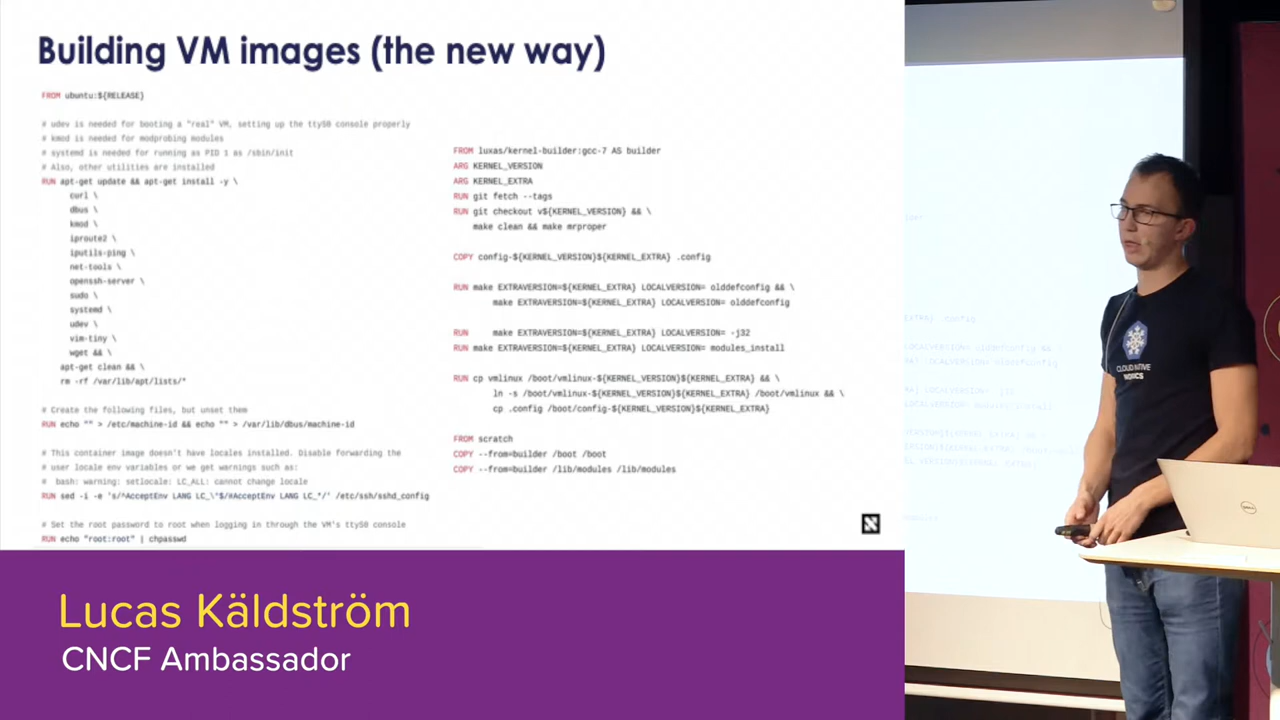 Building VM images (the new way)
FROM ubuntu:${RELEASE}
# udev is needed for booting a "real" VM, setting up the ttyS0 console properly
# kmod is needed for modprobing modules
# systemd is needed for running as PID 1 as /sbin/init
# Also, other utilities are installed
RUN apt-get update && apt-get install -y \
curl \
dbus \
kmod \
iproute2 \
iputils-ping \
net-tools \
openssh-server \
sudo \
systemd \
udev \
vim-tiny \
wget && \
apt-get clean && \
rm -rf /var/lib/apt/lists/*
# Create the following files, but unset them
RUN echo "" > /etc/machine-id && echo "" > /var/lib/dbus/machine-id
# This container image doesn't have locales installed. Disable forwarding the
# user locale env variables or we get warnings such as:
#  bash: warning: setlocale: LC_ALL: cannot change locale
RUN sed -i -e 's/^AcceptEnv LANG LC_\*$/#AcceptEnv LANG LC_*/' /etc/ssh/sshd_config
# Set the root password to root when logging in through the VM's ttyS0 console
RUN echo "root:root" | chpasswd
FROM luxas/kernel-builder:gcc-7 AS builder
ARG KERNEL_VERSION
ARG KERNEL_EXTRA
RUN git fetch --tags
RUN git checkout v${KERNEL_VERSION} && \
make clean && make mrproper
COPY config-${KERNEL_VERSION}${KERNEL_EXTRA} .config
RUN make EXTRAVERSION=${KERNEL_EXTRA} LOCALVERSION= olddefconfig && \
make EXTRAVERSION=${KERNEL_EXTRA} LOCALVERSION= olddefconfig
RUN make EXTRAVERSION=${KERNEL_EXTRA} LOCALVERSION= -j32
RUN make EXTRAVERSION=${KERNEL_EXTRA} LOCALVERSION= modules_install
RUN cp vmlinux /boot/vmlinux-${KERNEL_VERSION}${KERNEL_EXTRA} && \
ln -s /boot/vmlinux-${KERNEL_VERSION}${KERNEL_EXTRA} /boot/vmlinux && \
cp .config /boot/config-${KERNEL_VERSION}${KERNEL_EXTRA}
FROM scratch
COPY --from=builder /boot /boot
COPY --from=builder /lib/modules /lib/modules
CLOUD NATIVE
NORDICS
DELL
Lucas Käldström
CNCF Ambassador